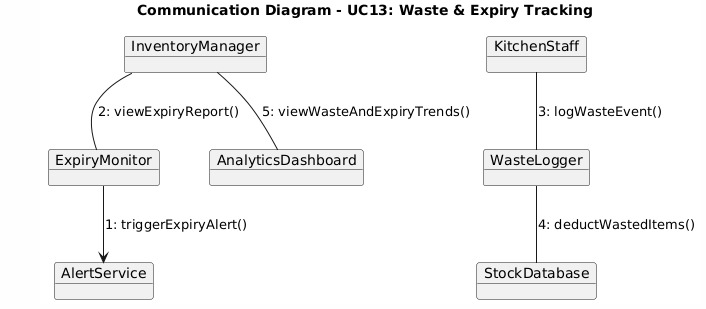 Communication Diagram - UC13: Waste & Expiry Tracking
InventoryManager
KitchenStaff
2: viewExpiryReport()
5: viewWasteAndExpiryTrends()
3: logWasteEvent()
ExpiryMonitor
AnalyticsDashboard
WasteLogger
1: triggerExpiryAlert()
4: deductWastedItems()
AlertService
StockDatabase